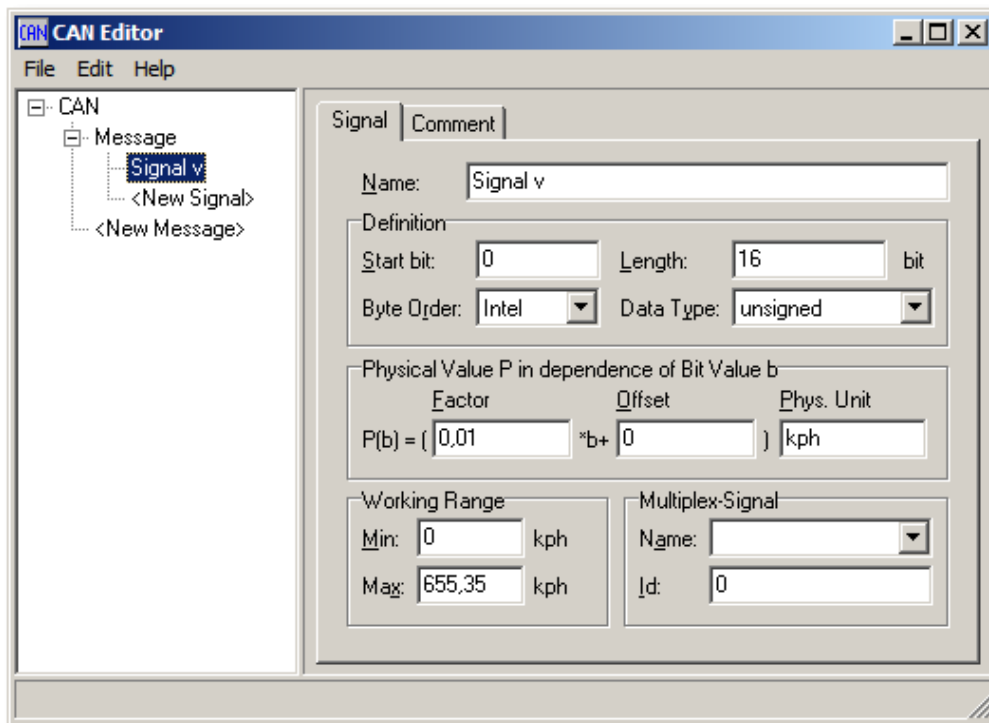 CAN CAN Editor
File Edit Help
CAN
Message
Signal v
<New Signal>
<New Message>
Signal Comment
Name: Signal v
Definition
Start bit: 0 Length: 16 bit
Byte Order: Intel Data Type: unsigned
Physical Value P in dependence of Bit Value b
Factor Offset Phys. Unit
P(b) = ( 0,01 *b+ 0 ) kph
Working Range
Min: 0 kph
Max: 655,35 kph
Multiplex-Signal
Name:
Id: 0